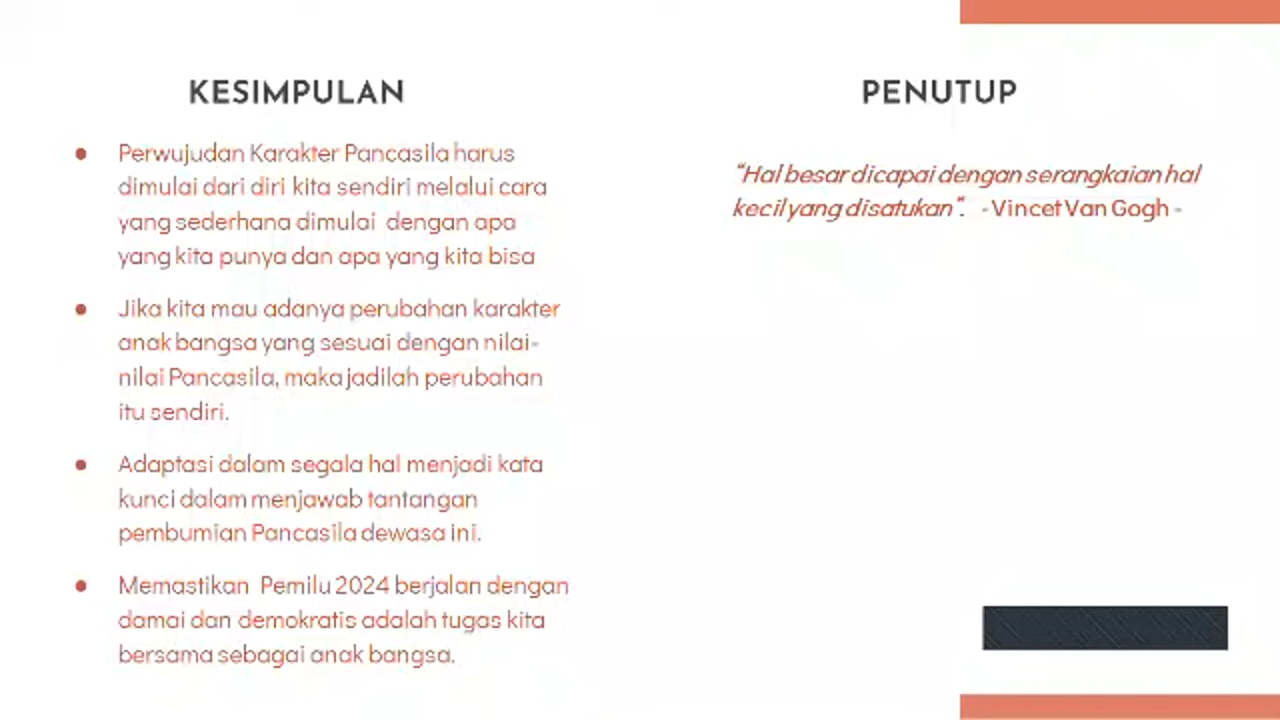 KESIMPULAN
• Perwujudan Karakter Pancasila harus
dimulai dari diri kita sendiri melalui cara
yang sederhana dimulai dengan apa
yang kita punya dan apa yang kita bisa
• Jika kita mau adanya perubahan karakter
anak bangsa yang sesuai dengan nilai-
nilai Pancasila, maka jadilah perubahan
itu sendiri.
• Adaptasi dalam segala hal menjadi kata
kunci dalam menjawab tantangan
pembumian Pancasila dewasa ini.
• Memastikan Pemilu 2024 berjalan dengan
damai dan demokratis adalah tugas kita
bersama sebagai anak bangsa.
PENUTUP
"Hal besar dicapai dengan serangkaian hal
kecil yang disatukan". - Vincet Van Gogh -